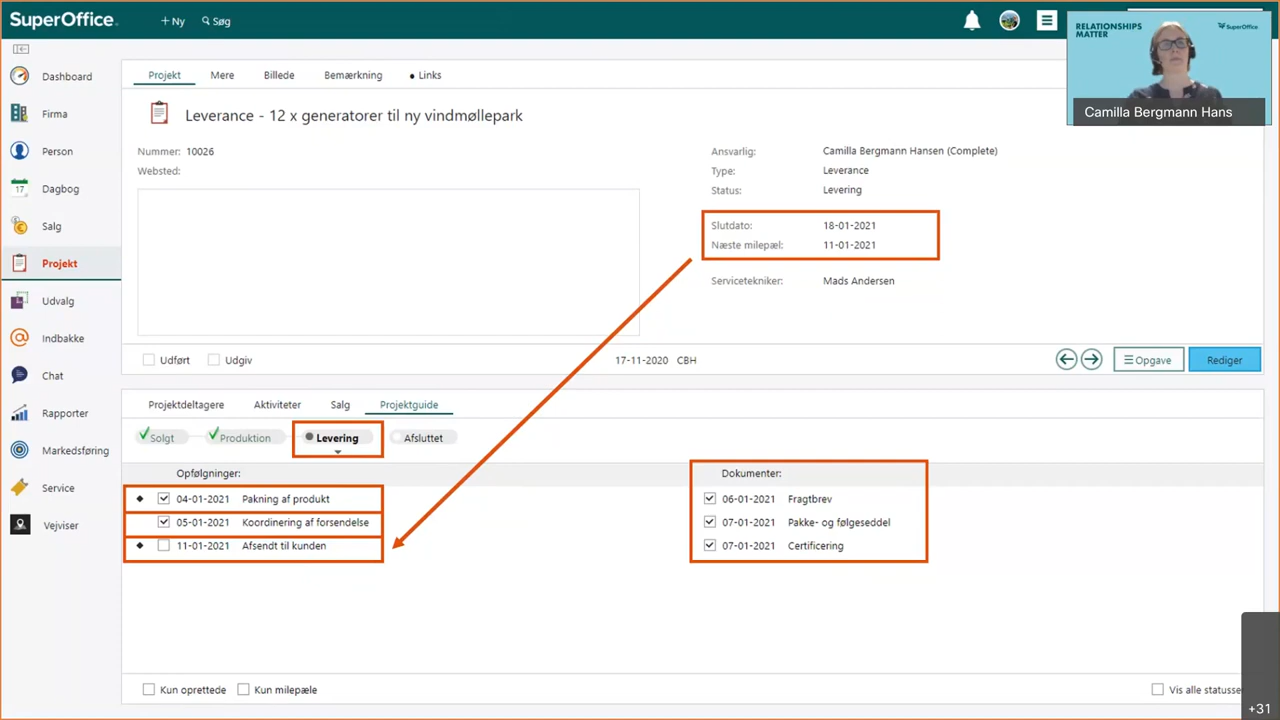 SuperOffice
+ Ny
Søg
RELATIONSHIPS MATTER
SuperOffice
Camilla Bergmann Hans
Dashboard
Firma
Person
17
Dagbog
Salg
Projekt
Udvalg
Indbakke
Chat
Rapporter
Markedsføring
Service
Vejviser
Projekt Mere Billede Bemærkning • Links
Leverance - 12 x generatorer til ny vindmøllepark
Nummer: 10026
Websted:
Ansvarlig: Camilla Bergmann Hansen (Complete)
Type: Leverance
Status: Levering
Slutdato: 18-01-2021
Næste milepæl: 11-01-2021
Servicetekniker: Mads Andersen
Udført Udgiv 17-11-2020 CBH Opgave Rediger
Projektdeltagere Aktiviteter Salg Projektguide
Solgt Produktion Levering Afsluttet
Opfølgninger: Dokumenter:
04-01-2021 Pakning af produkt 06-01-2021 Fragtbrev
05-01-2021 Koordinering af forsendelse 07-01-2021 Pakke- og følgeseddel
11-01-2021 Afsendt til kunden 07-01-2021 Certificering
Kun oprettede Kun milepæle Vis alle statusse
+31